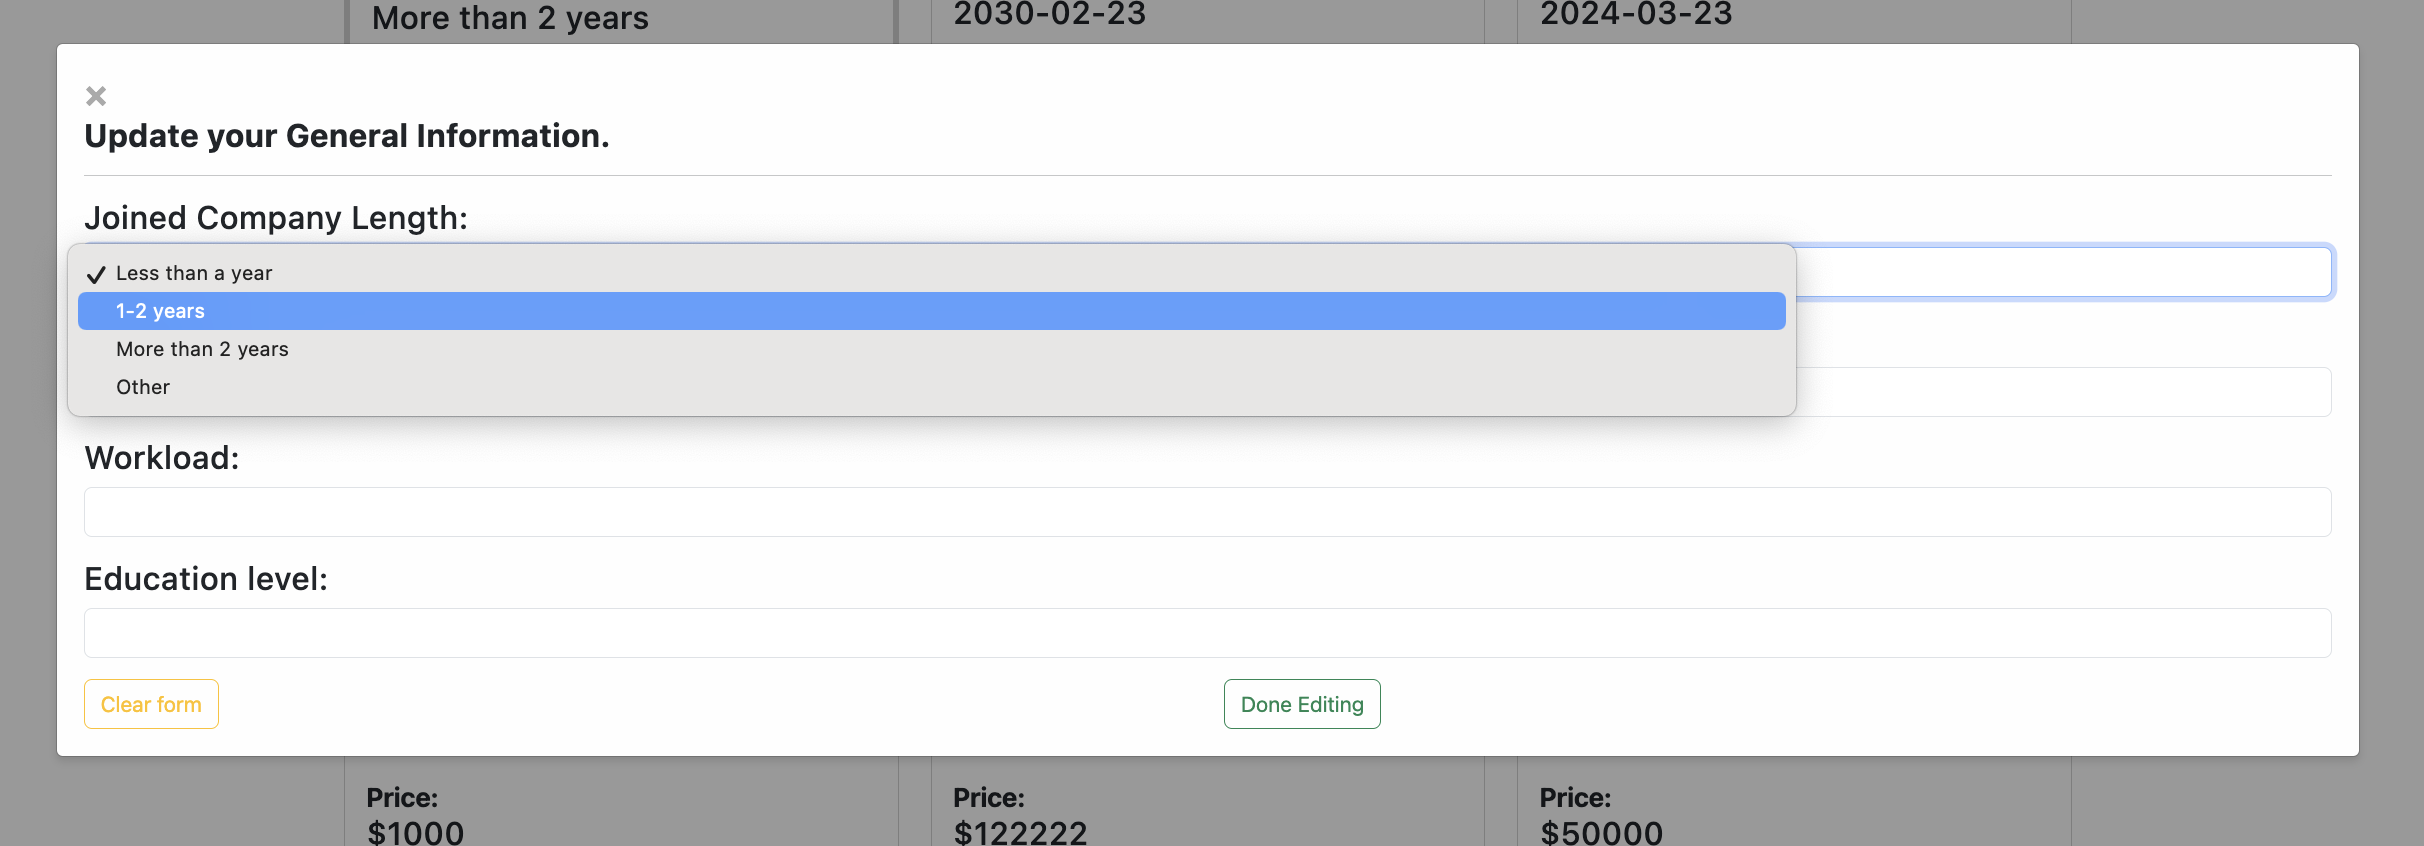 More than 2 years
2030-02-23
2024-03-23
×
Update your General Information.
Joined Company Length:
✓ Less than a year
1-2 years
More than 2 years
Other
Workload:
Education level:
Clear form
Done Editing
Price:
$1000
Price:
$122222
Price:
$50000